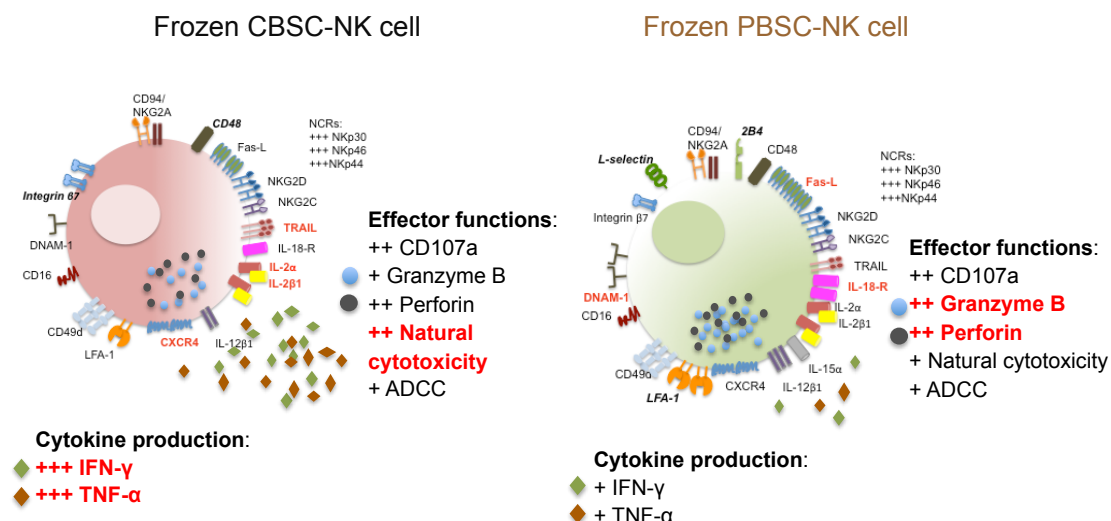 Frozen CBSC-NK cell
CD94/
NKG2A
CD48
Fas-L
NCRs:
+++ NKp30
+++ NKp46
+++NKp44
NKG2D
NKG2C
Integrin β7
DNAM-1
CD16
CD49d
LFA-1
CXCR4
IL-12β1
TRAIL
IL-18-R
IL-2α
IL-2β1
Effector functions:
++ CD107a
+ Granzyme B
++ Perforin
++ Natural
cytotoxicity
+ ADCC
Cytokine production:
+++ IFN-γ
+++ TNF-α
Frozen PBSC-NK cell
CD94/
NKG2A
2B4
CD48
L-selectin
Fas-L
NCRs:
+++ NKp30
+++ NKp46
+++NKp44
Integrin β7
NKG2D
NKG2C
TRAIL
IL-18-R
DNAM-1
CD16
IL-2α
IL-2β1
IL-15α
IL-12β1
CXCR4
CD49d
LFA-1
Effector functions:
++ CD107a
++ Granzyme B
++ Perforin
+ Natural cytotoxicity
+ ADCC
Cytokine production:
+ IFN-γ
+ TNF-α